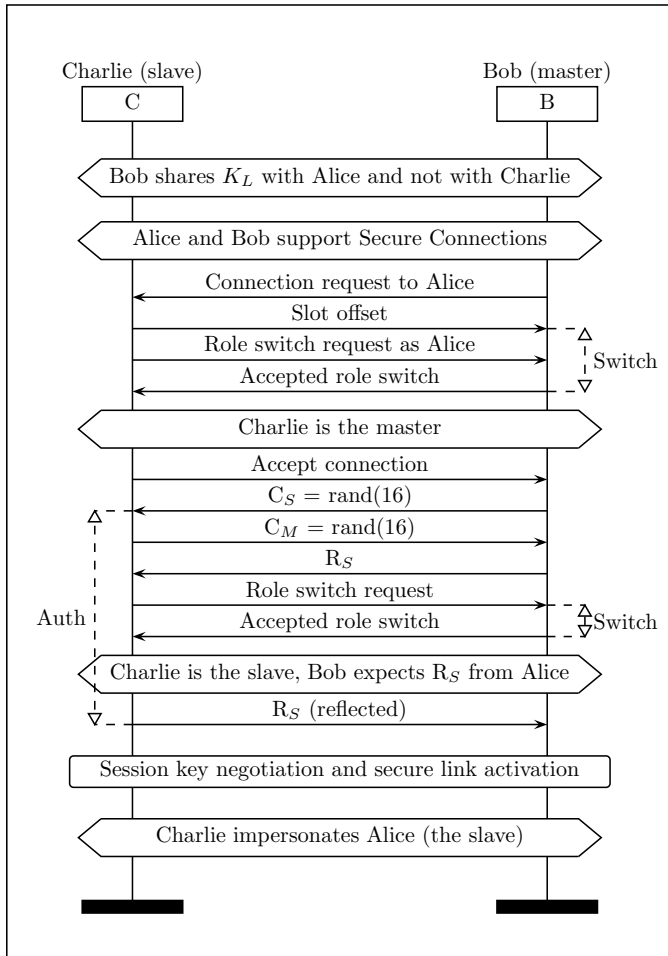 Charlie (slave) Bob (master)
C B
Bob shares K_L with Alice and not with Charlie
Alice and Bob support Secure Connections
Connection request to Alice
Slot offset
Role switch request as Alice
Switch
Accepted role switch
Charlie is the master
Accept connection
C_S = rand(16)
C_M = rand(16)
R_S
Role switch request
Auth
Switch
Accepted role switch
Charlie is the slave, Bob expects R_S from Alice
R_S (reflected)
Session key negotiation and secure link activation
Charlie impersonates Alice (the slave)